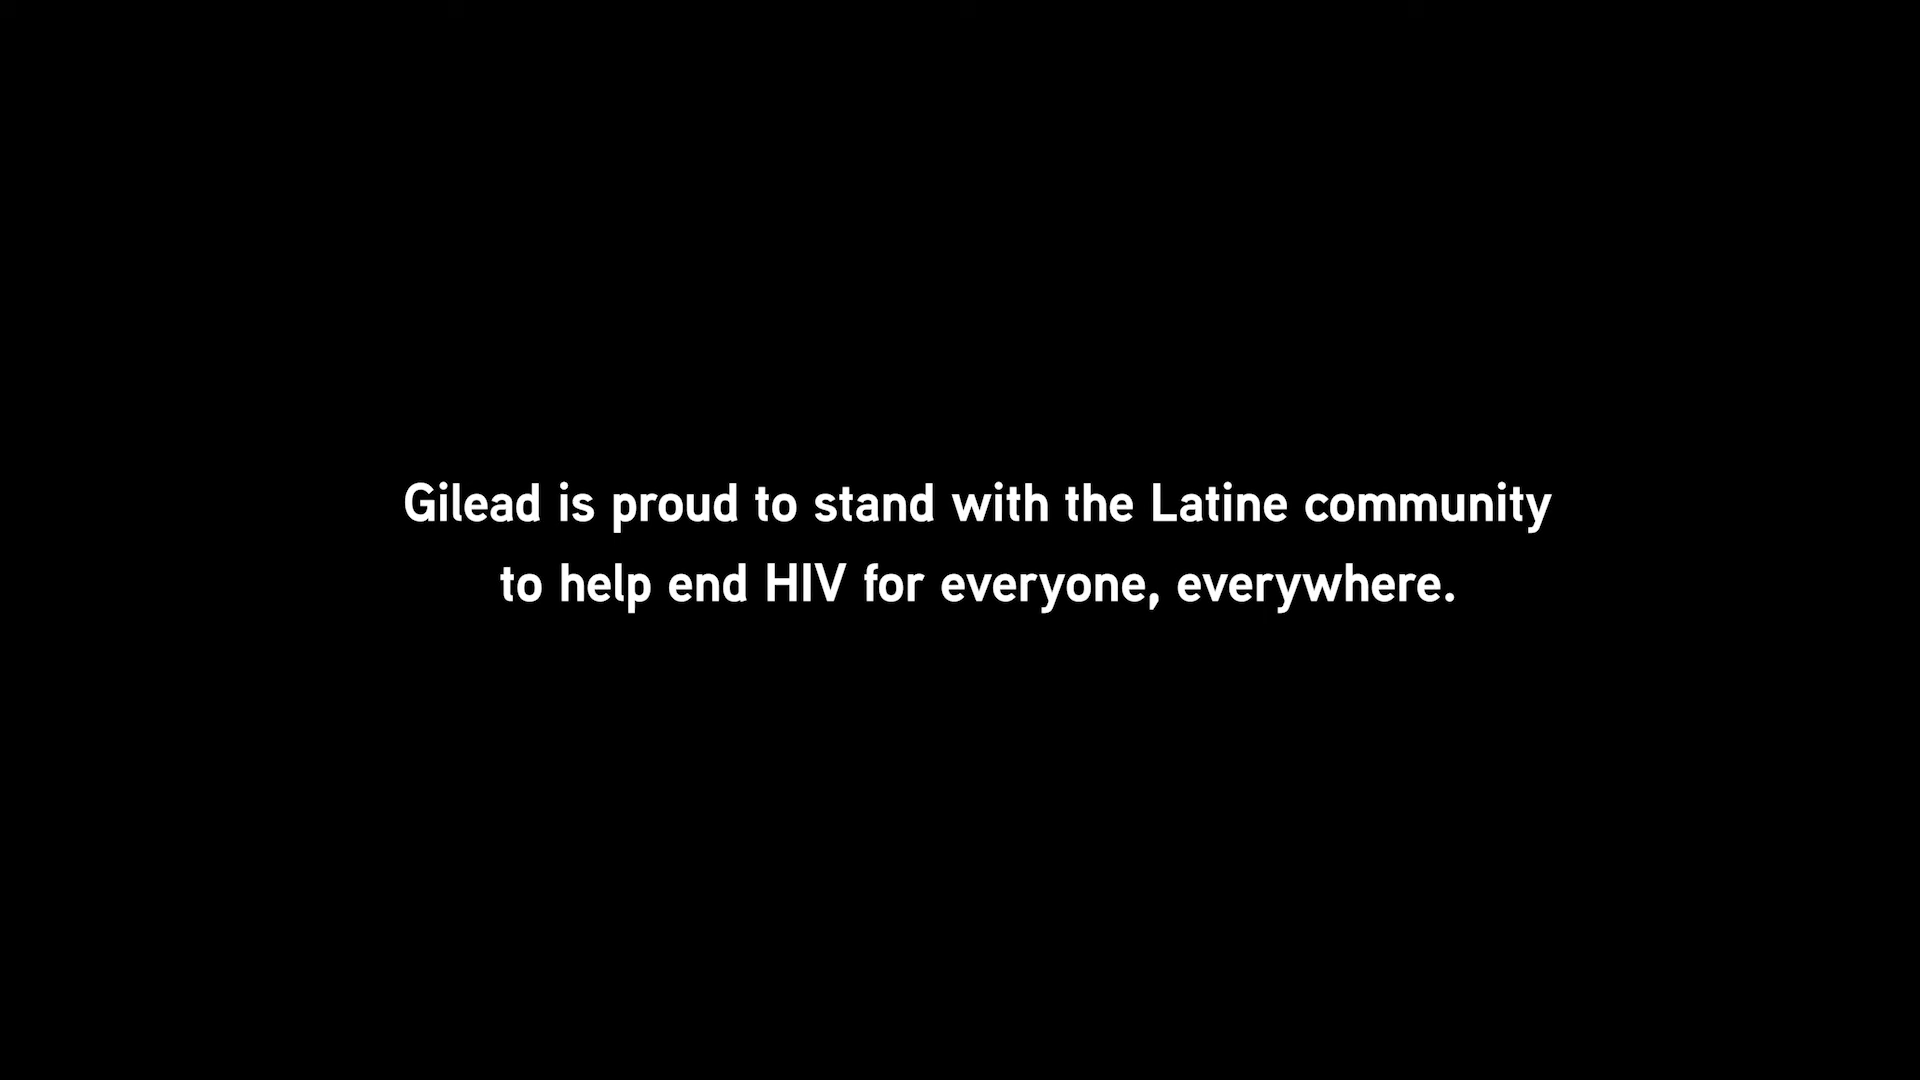 Gilead is proud to stand with the Latine community
to help end HIV for everyone, everywhere.